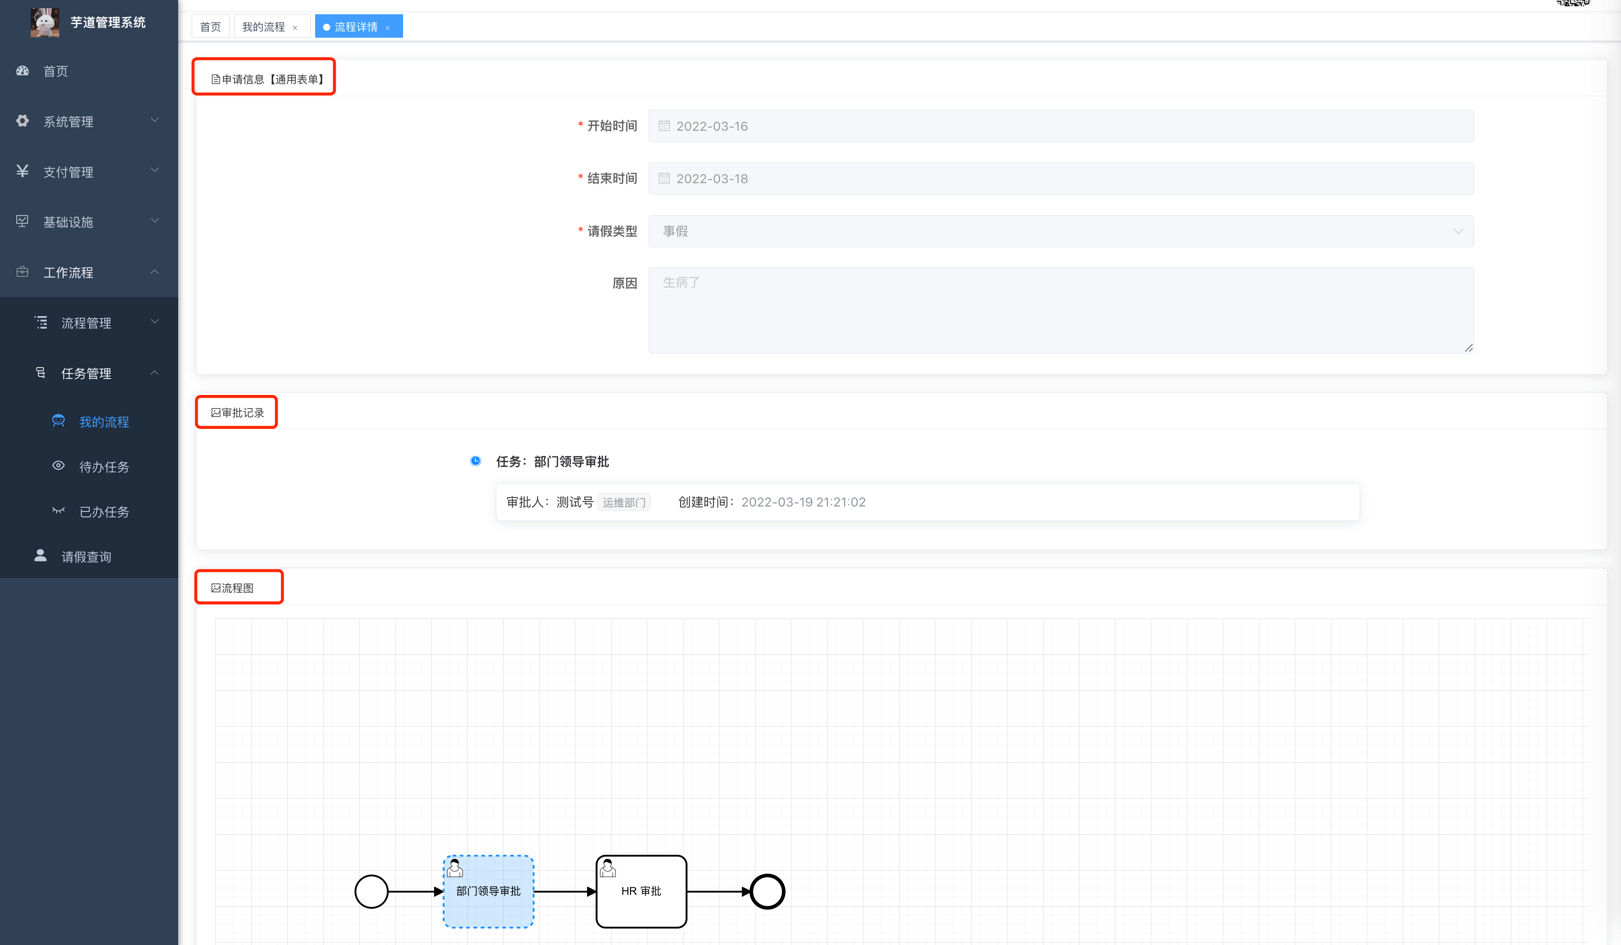 芋道管理系统
首页
系统管理
支付管理
基础设施
工作流程
流程管理
任务管理
我的流程
待办任务
已办任务
请假查询
首页 我的流程 × 流程详情 ×
申请信息【通用表单】
* 开始时间 2022-03-16
* 结束时间 2022-03-18
* 请假类型 事假
原因 生病了
审批记录
任务：部门领导审批
审批人：测试号 运维部门 创建时间：2022-03-19 21:21:02
流程图
部门领导审批 HR 审批